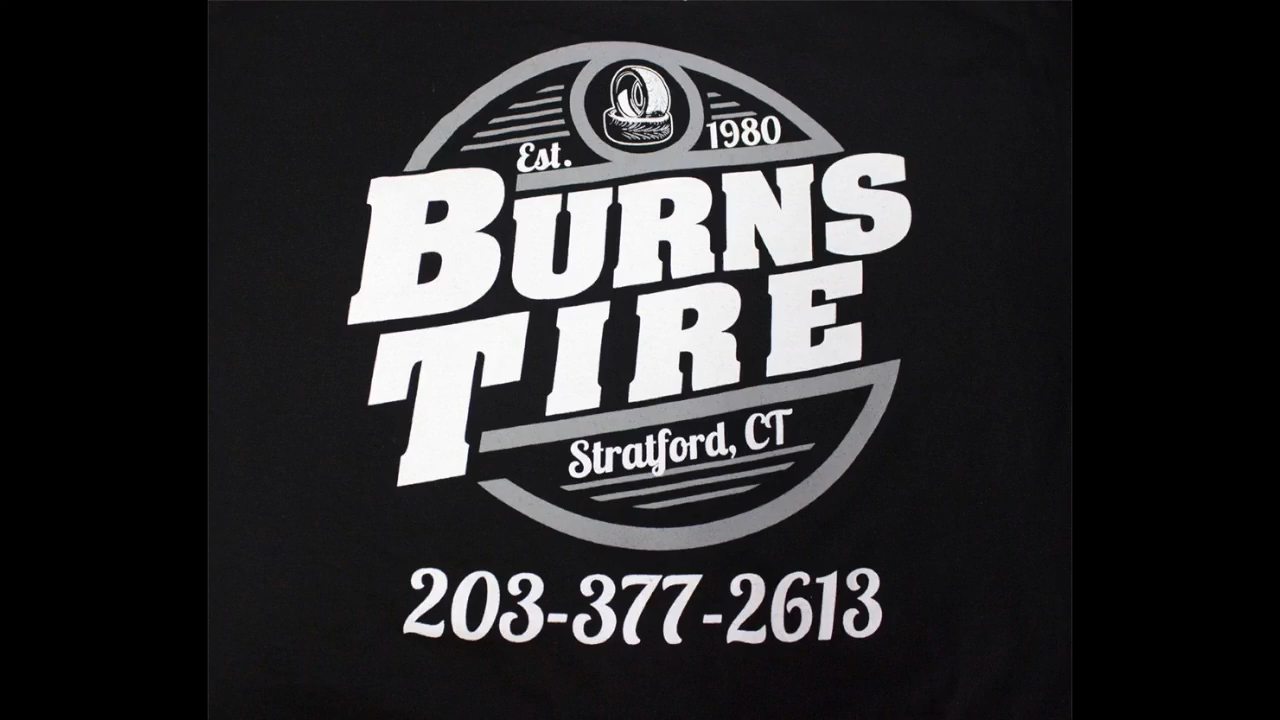 Est. 1980
BURNS
TIRE
Stratford, CT
203-377-2613